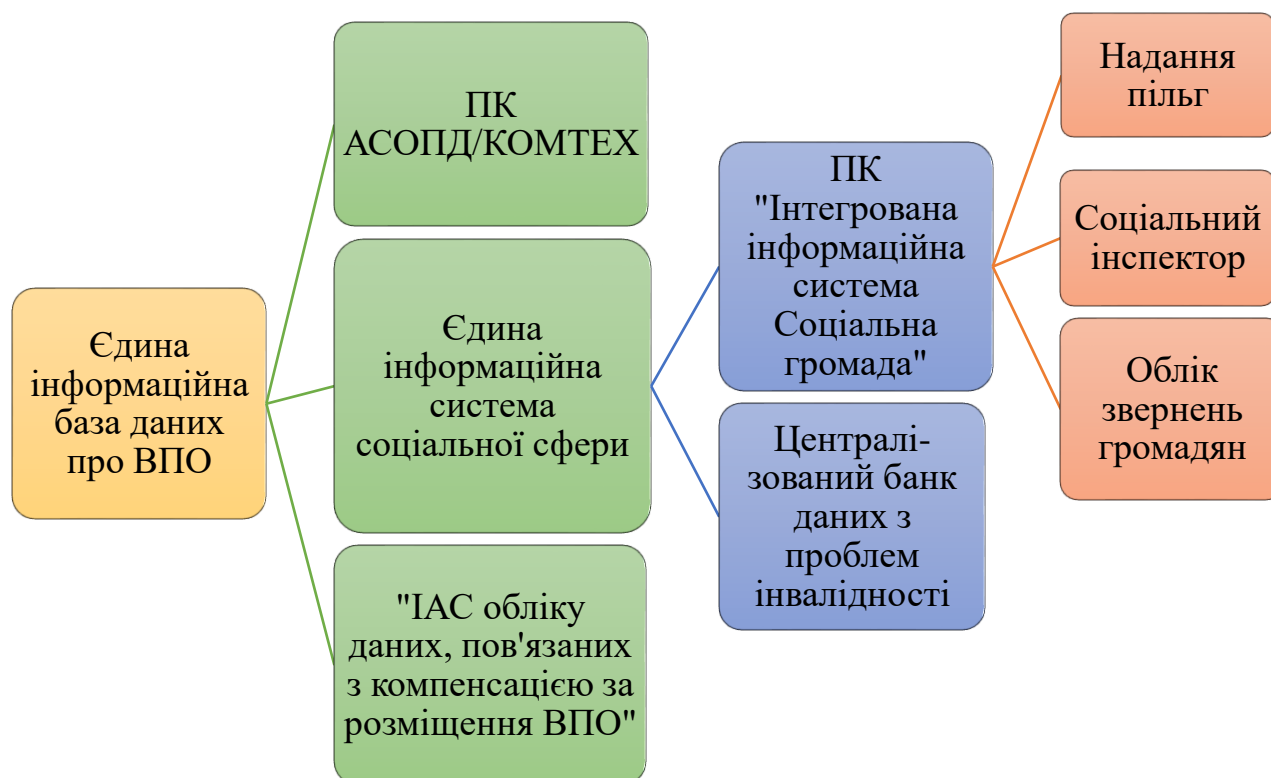 Єдина
інформаційна
база даних
про ВПО
ПК
АСОПД/КОМТЕХ
Єдина
інформаційна
система
соціальної сфери
"ІАС обліку
даних, пов'язаних
з компенсацією за
розміщення ВПО"
ПК
"Інтегрована
інформаційна
система
Соціальна
громада"
Централі-
зований банк
даних з
проблем
інвалідності
Надання
пільг
Соціальний
інспектор
Облік
звернень
громадян